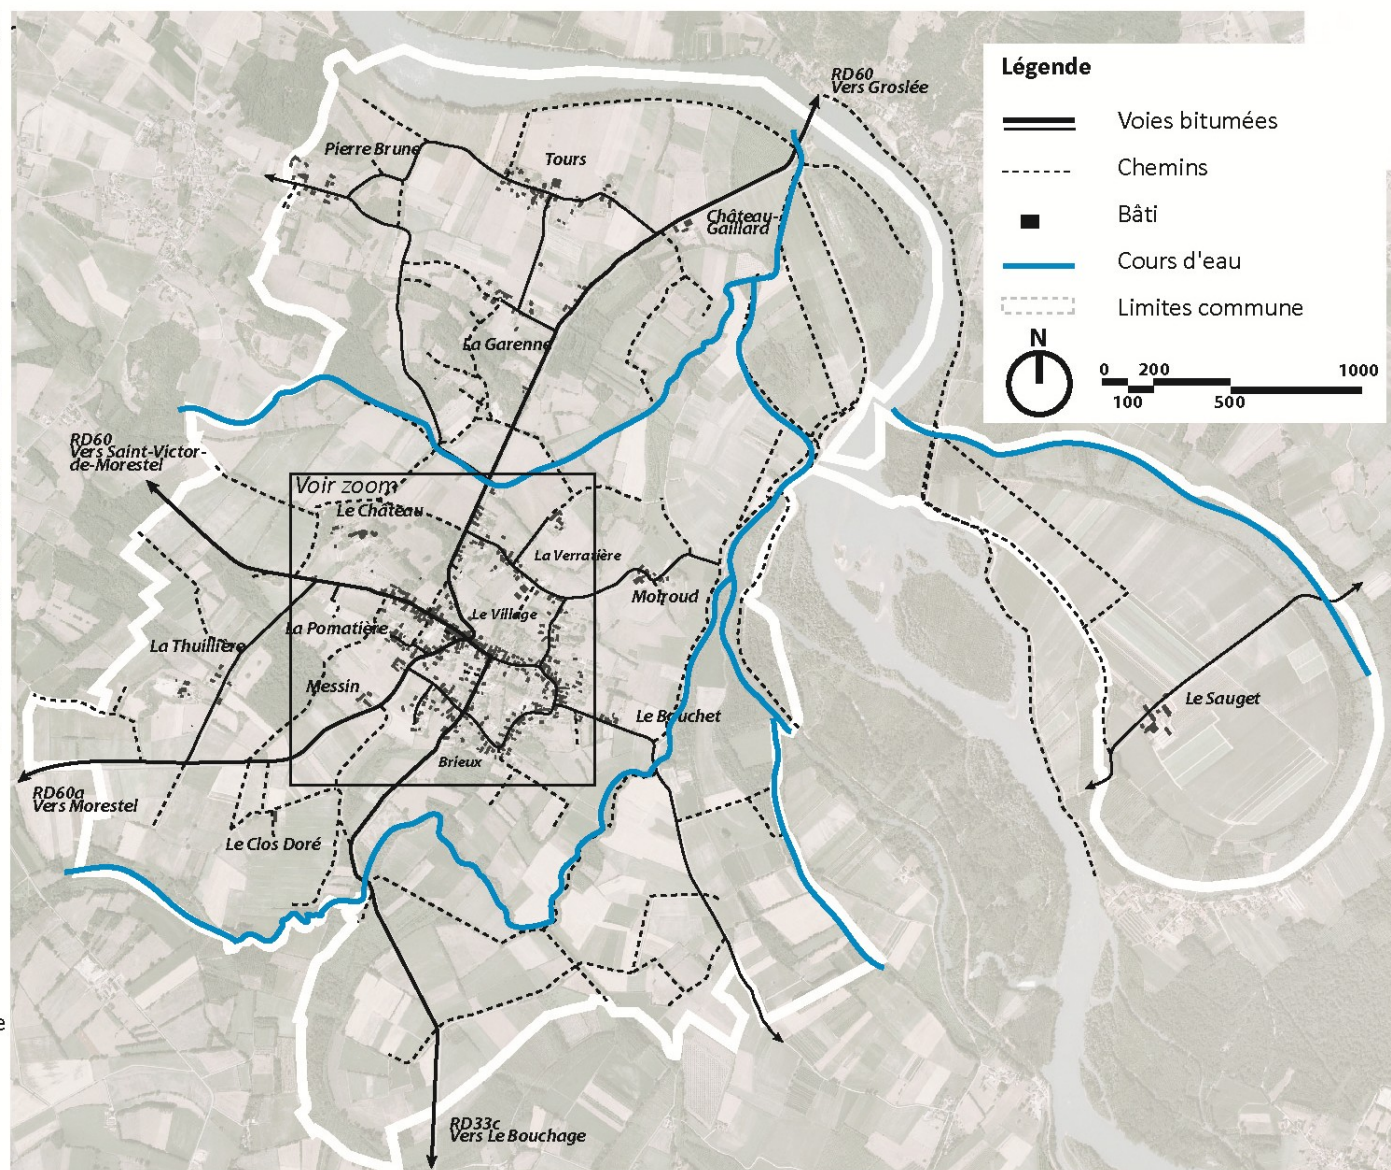 RD60
Vers Groslée
Légende
Voies bitumées
Chemins
Bâti
Cours d'eau
Limites commune
N
0 200 1000
100 500
Pierre Brune
Tours
Château-
Gaillard
La Garenne
RD60
Vers Saint-Victor-
de-Morestel
Voir zoom
Le Château
La Verratière
Moiroud
Le Village
La Pomatière
La Thuillière
Messin
Le Bouchet
Le Sauget
Brieux
RD60a
Vers Morestel
Le Clos Doré
RD33c
Vers Le Bouchage